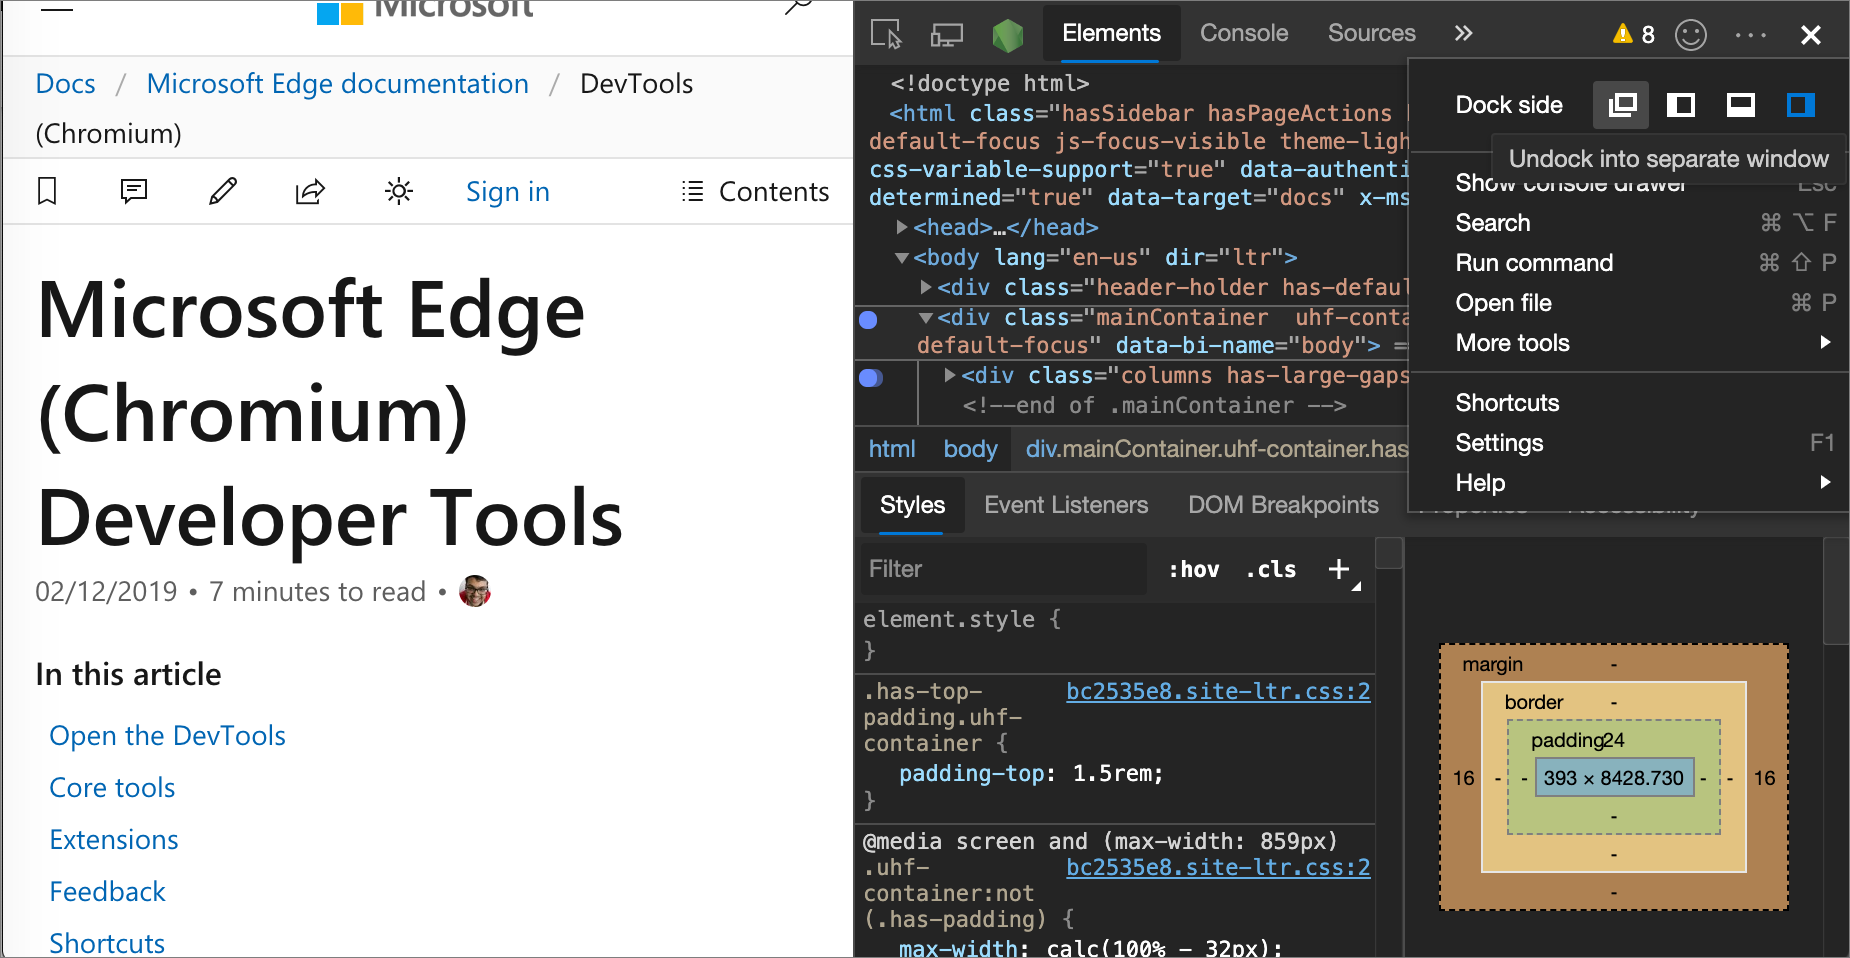 Microsoft
Docs / Microsoft Edge documentation / DevTools
(Chromium)
Sign in
Contents
Microsoft Edge
(Chromium)
Developer Tools
02/12/2019 • 7 minutes to read •
In this article
Open the DevTools
Core tools
Extensions
Feedback
Shortcuts
Elements
Console
Sources
8
<!doctype html>
<html class="hasSidebar hasPageActions
default-focus js-focus-visible theme-ligh
css-variable-support="true" data-authenti
determined="true" data-target="docs" x-ms
<head>…</head>
<body lang="en-us" dir="ltr">
<div class="header-holder has-defaul
<div class="mainContainer  uhf-conta
default-focus" data-bi-name="body"> ==
<div class="columns has-large-gaps
<!--end of .mainContainer -->
html body div.mainContainer.uhf-container.has
Dock side
Undock into separate window
Show console drawer Esc
Search ⌘ ⌥ F
Run command ⌘ ⇧ P
Open file ⌘ P
More tools
Shortcuts
Settings F1
Help
Styles
Event Listeners
DOM Breakpoints
Properties
Accessibility
Filter
:hov .cls +
element.style {
}
.has-top- bc2535e8.site-ltr.css:2
padding.uhf-
container {
padding-top: 1.5rem;
}
@media screen and (max-width: 859px)
.uhf- bc2535e8.site-ltr.css:2
container:not
(.has-padding) {
max-width: calc(100% - 32px);
margin -
border -
padding24
16 - - 393 × 8428.730 - - 16
-
-
-